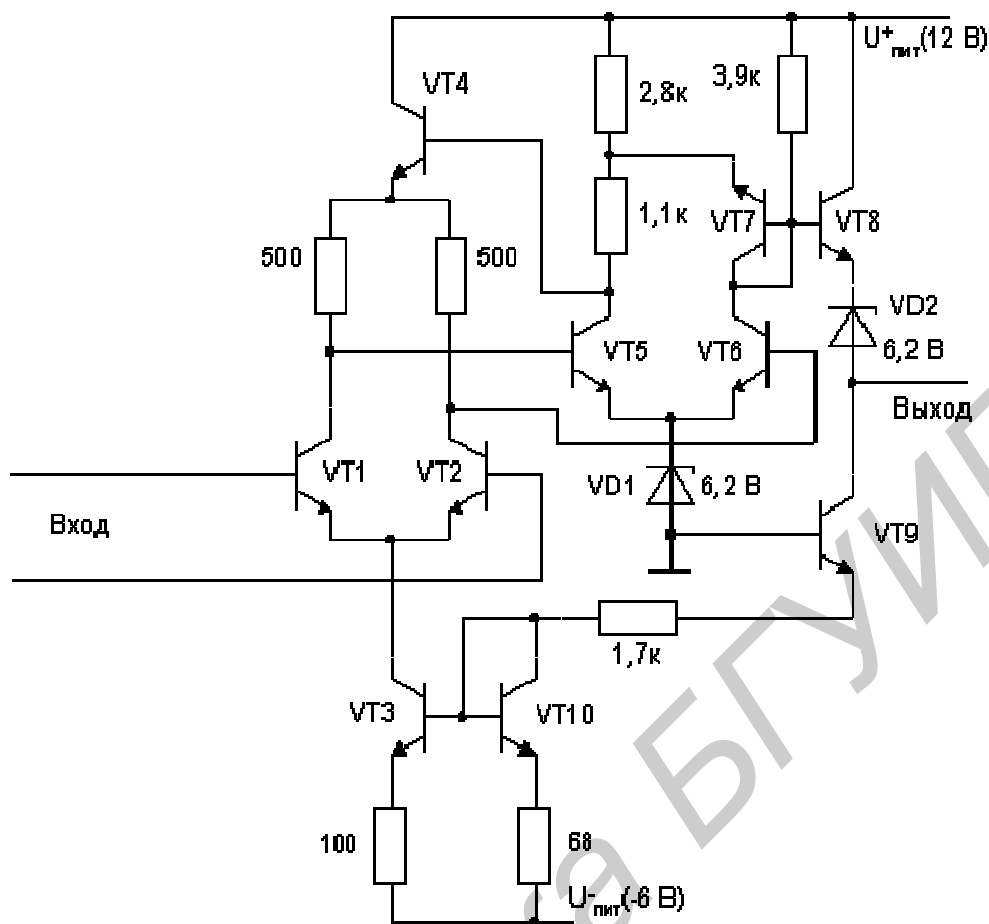 U⁺пит(12 В)
VT4
2,8к
3,9к
1,1к
VT7
VT8
500
500
VD2
6,2 В
VT5
VT6
Выход
VT1
VT2
VD1
6,2 В
Вход
VT9
1,7к
VT3
VT10
100
68
U⁻пит(-6 В)
а БГУИ